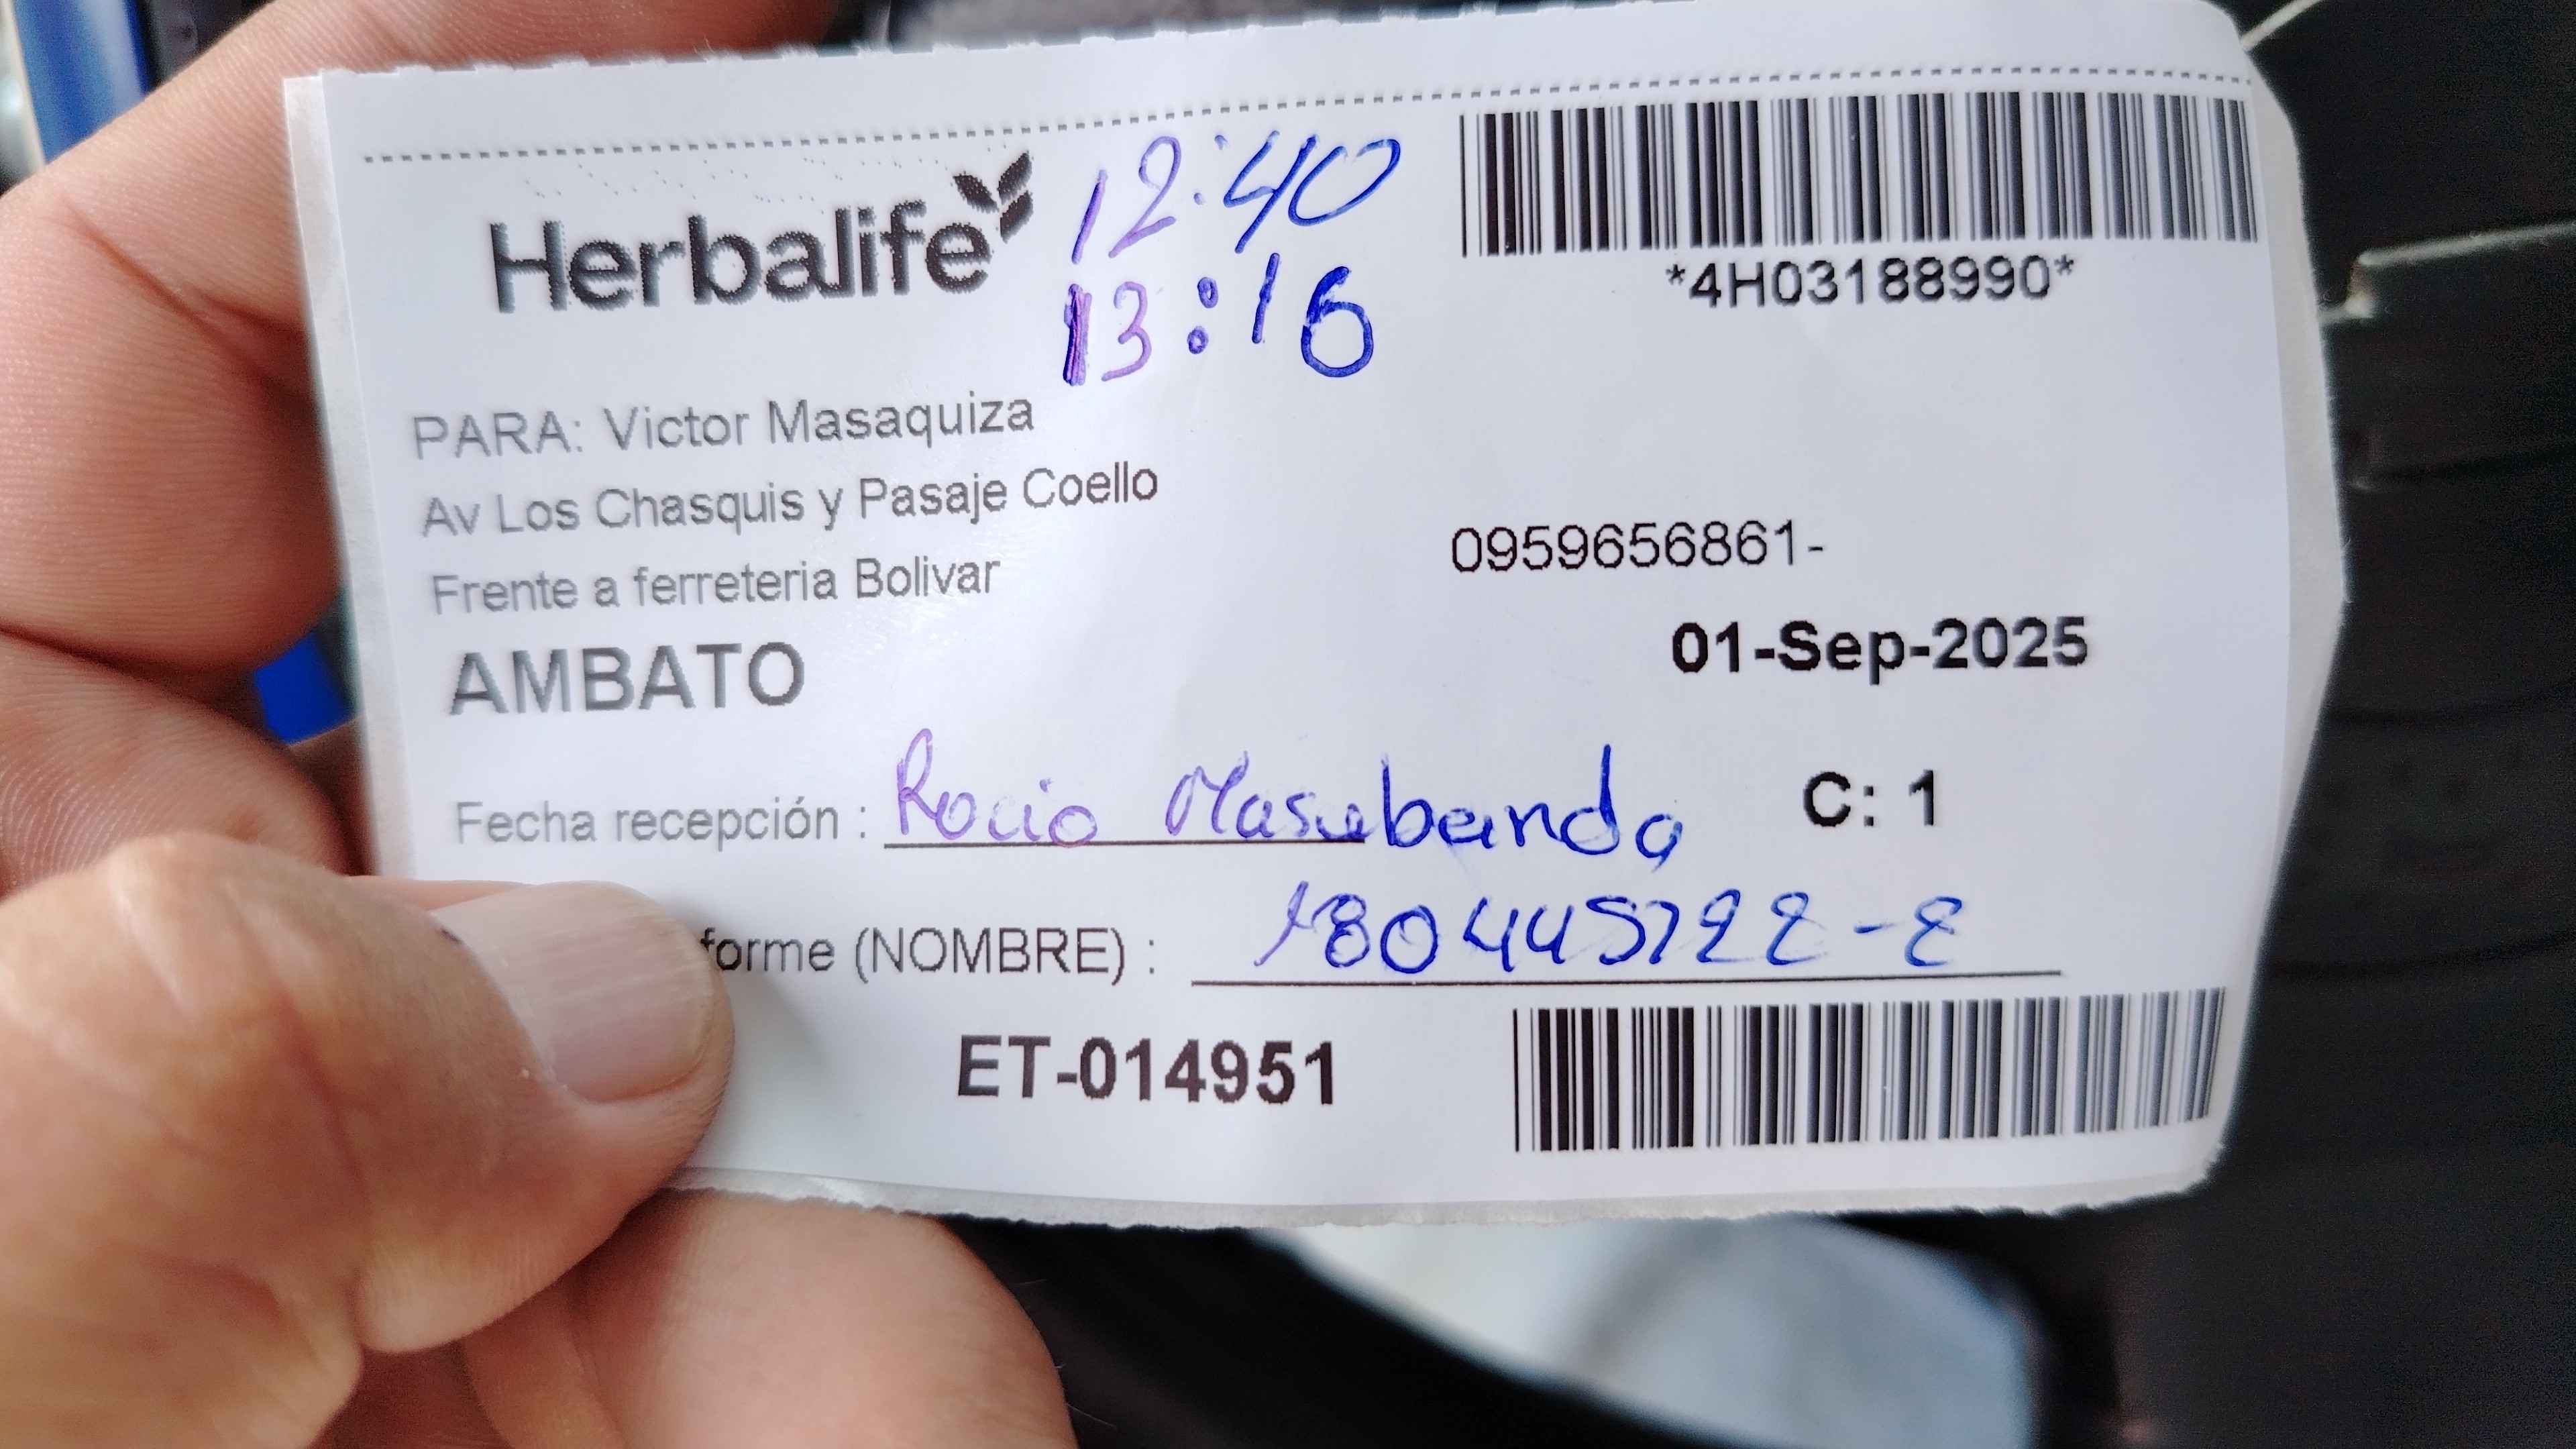 Herbalife
12:40
13:16
*4H03188990*
PARA: Victor Masaquiza
Av Los Chasquis y Pasaje Coello
Frente a ferreteria Bolivar
0959656861-
AMBATO
01-Sep-2025
Fecha recepción : Rocio Masabanda
C: 1
forme (NOMBRE) :
ET-014951